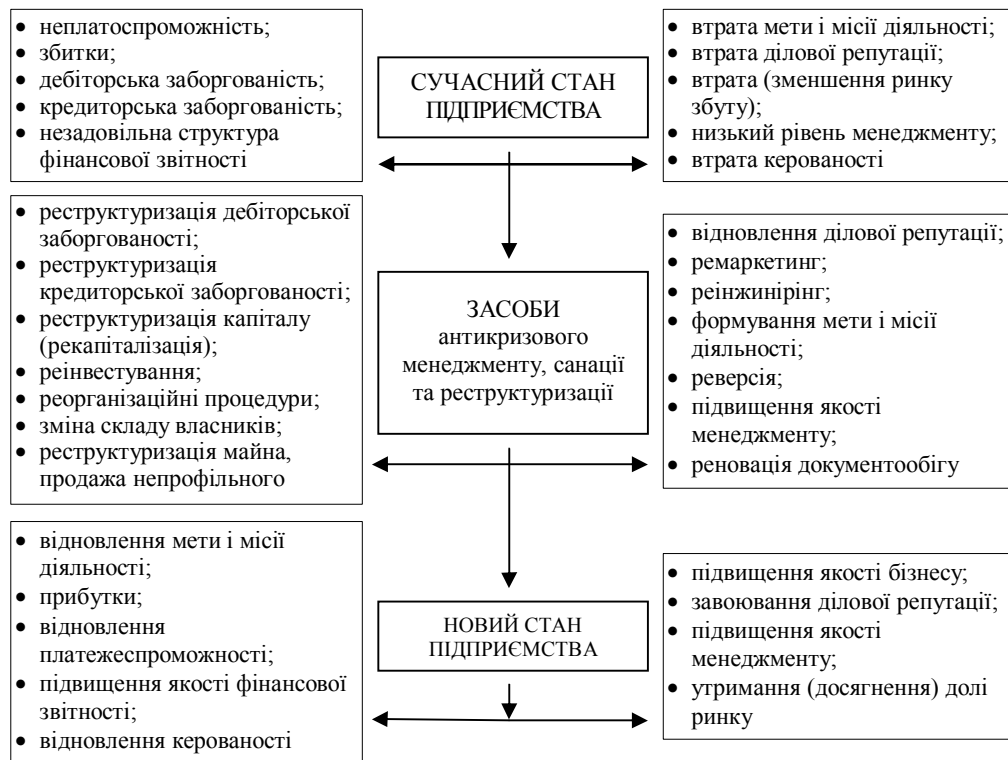 • неплатоспроможність;
• збитки;
• дебіторська заборгованість;
• кредиторська заборгованість;
• незадовільна структура
фінансової звітності
СУЧАСНИЙ СТАН
ПІДПРИЄМСТВА
• втрата мети і місії діяльності;
• втрата ділової репутації;
• втрата (зменшення ринку
збуту);
• низький рівень менеджменту;
• втрата керованості
• реструктуризація дебіторської
заборгованості;
• реструктуризація
кредиторської заборгованості;
• реструктуризація капіталу
(рекапіталізація);
• реінвестування;
• реорганізаційні процедури;
• зміна складу власників;
• реструктуризація майна,
продажа непрофільного
ЗАСОБИ
антикризового
менеджменту, санації
та реструктуризації
• відновлення ділової репутації;
• ремаркетинг;
• реінжинірінг;
• формування мети і місії
діяльності;
• реверсія;
• підвищення якості
менеджменту;
• реновація документообігу
• відновлення мети і місії
діяльності;
• прибутки;
• відновлення
платежеспроможності;
• підвищення якості фінансової
звітності;
• відновлення керованості
НОВИЙ СТАН
ПІДПРИЄМСТВА
• підвищення якості бізнесу;
• завоювання ділової репутації;
• підвищення якості
менеджменту;
• утримання (досягнення) долі
ринку